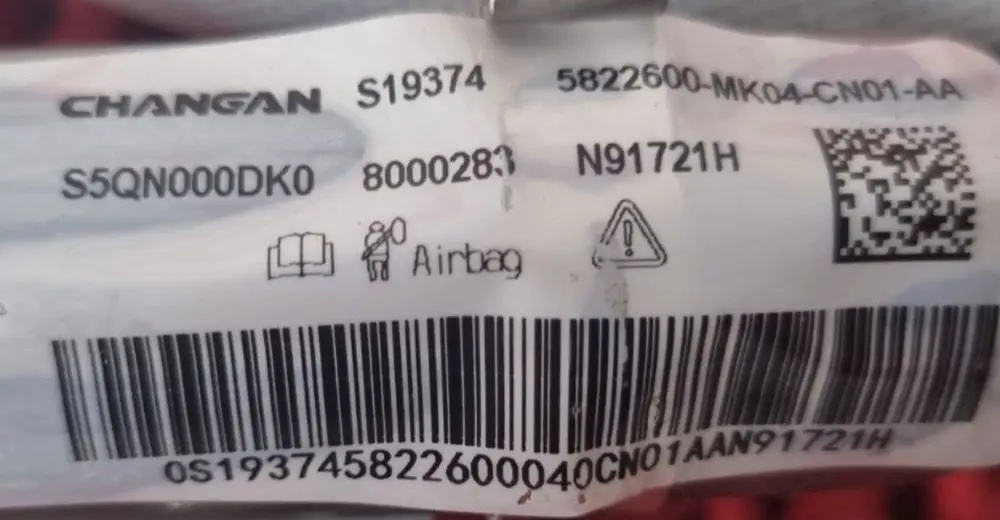 CHANGAN S19374 5822600-MK04-CN01-AA
S5QN000DK0 8000283 N91721H
Airbag
0S193745822600040CN01AAN91721H